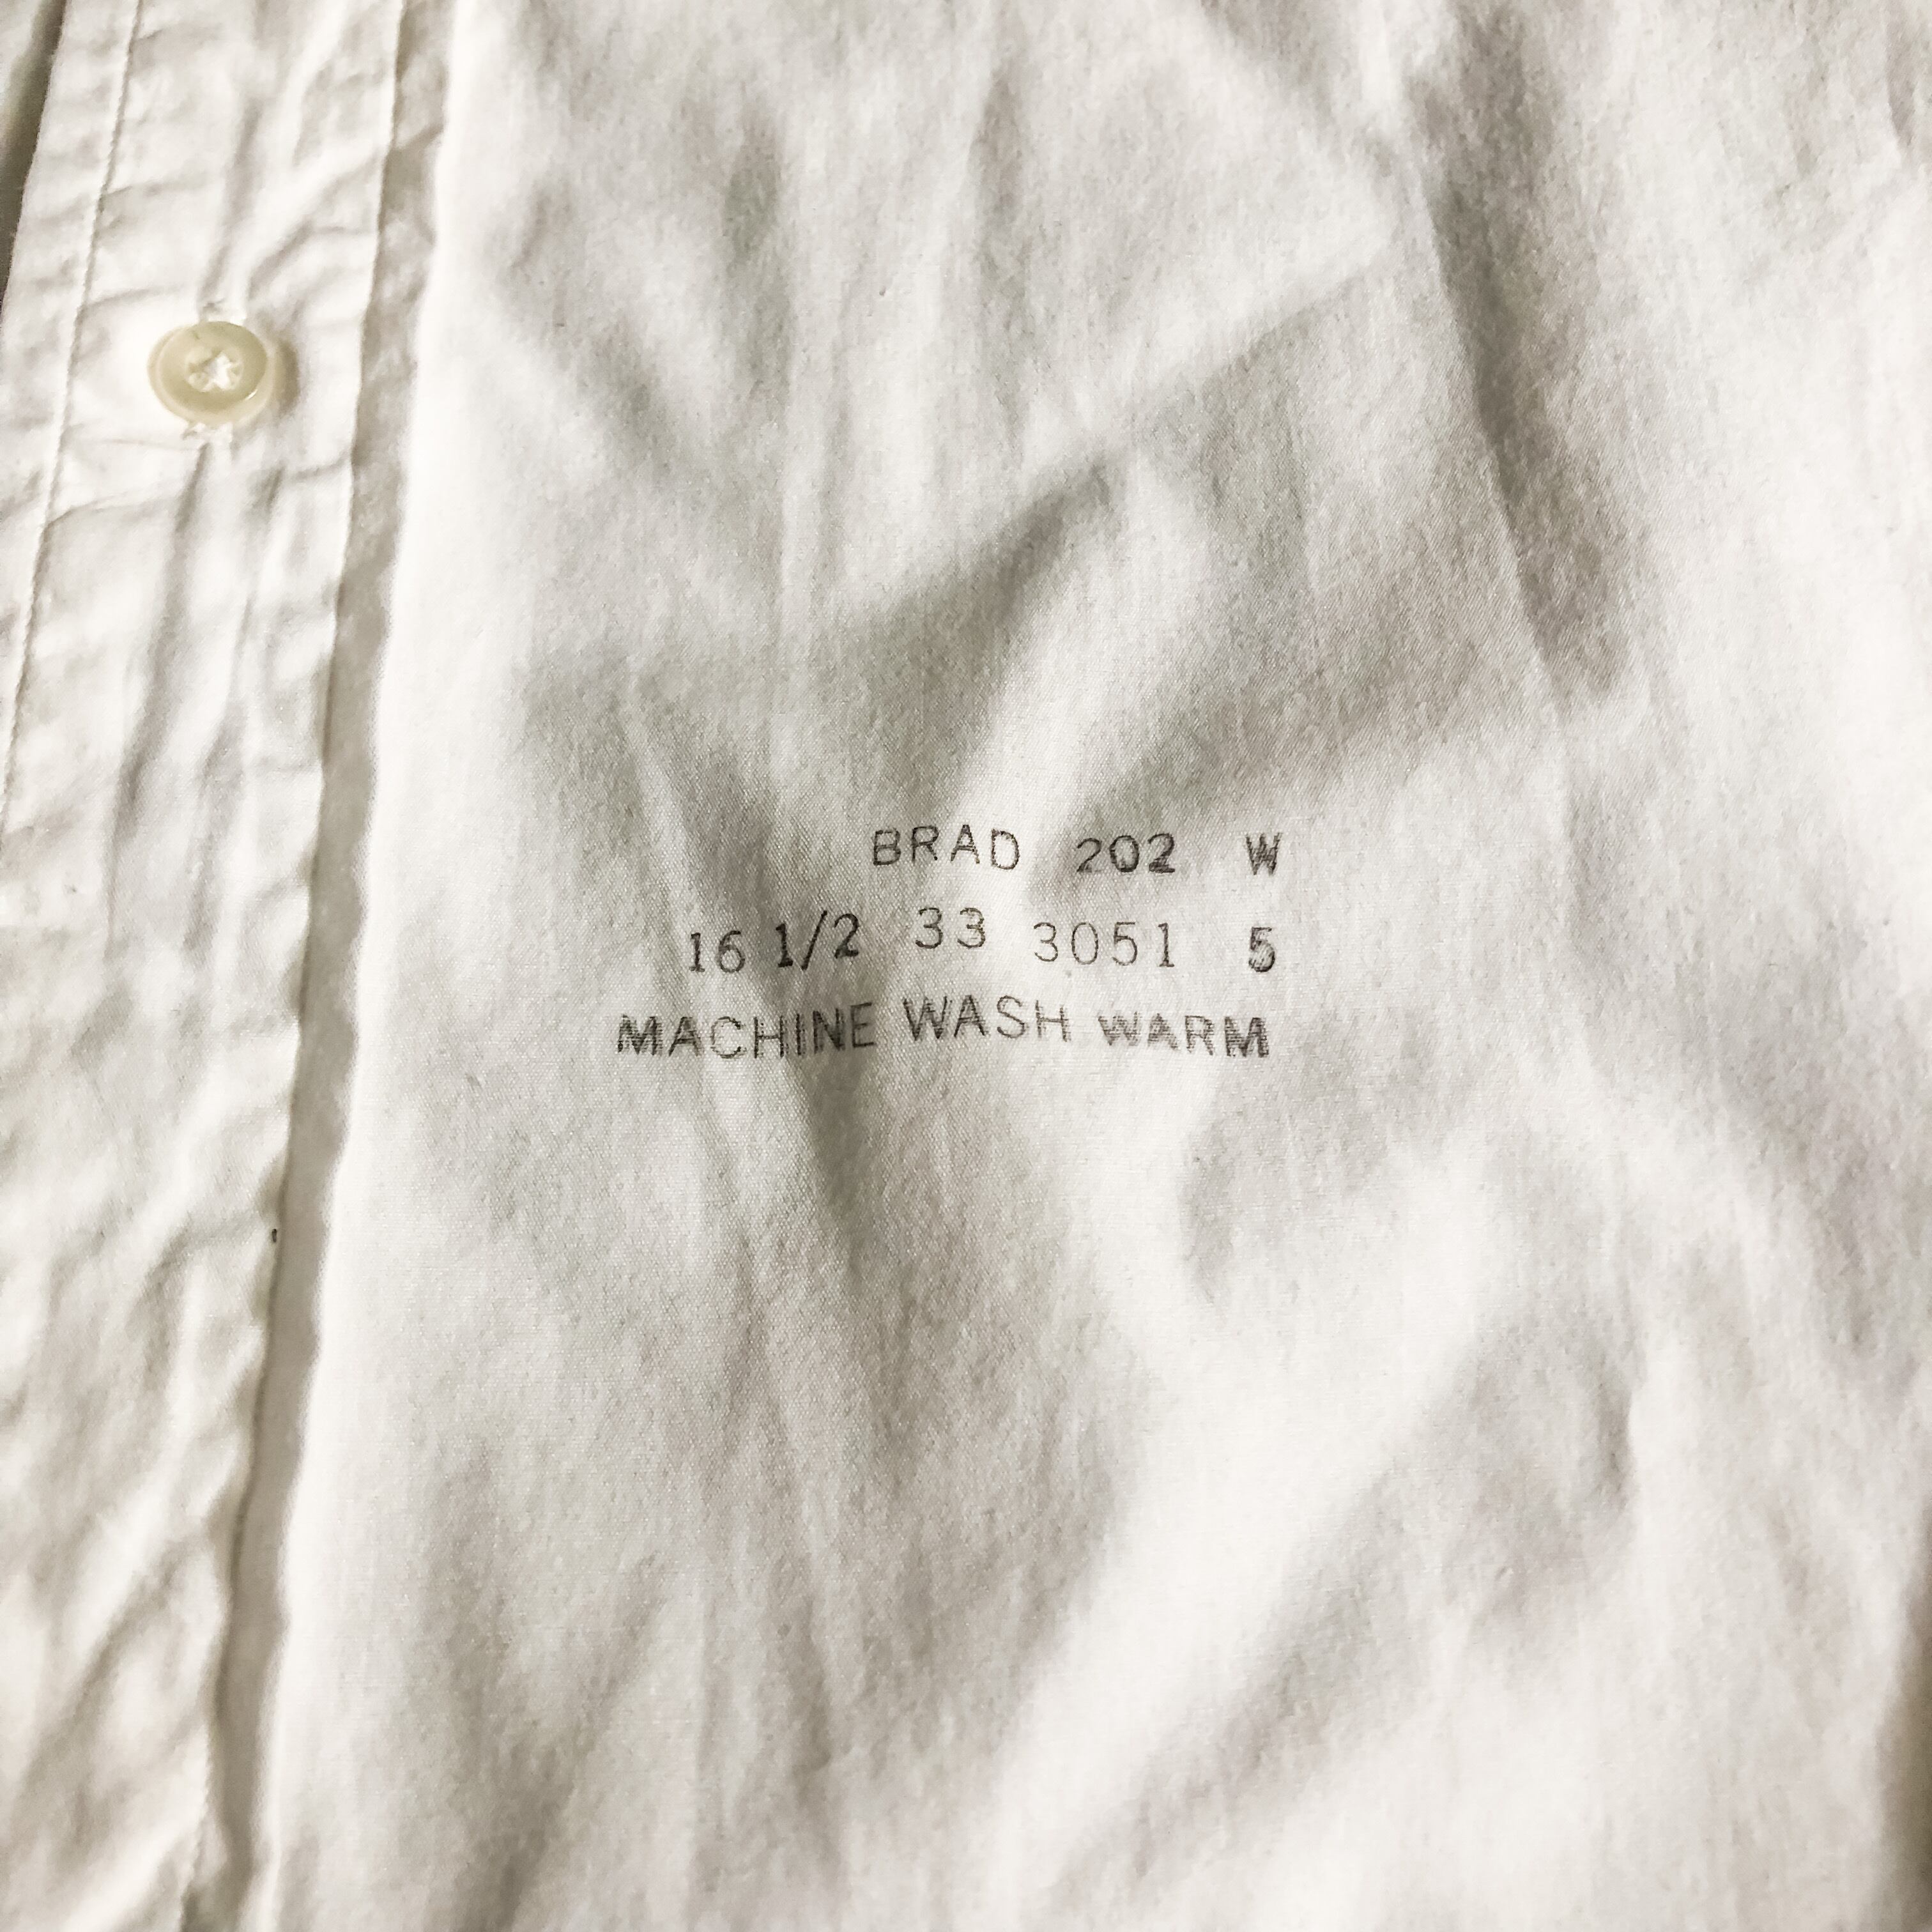 BRAD 202 W
16 1/2 33 3051 5
MACHINE WASH WARM